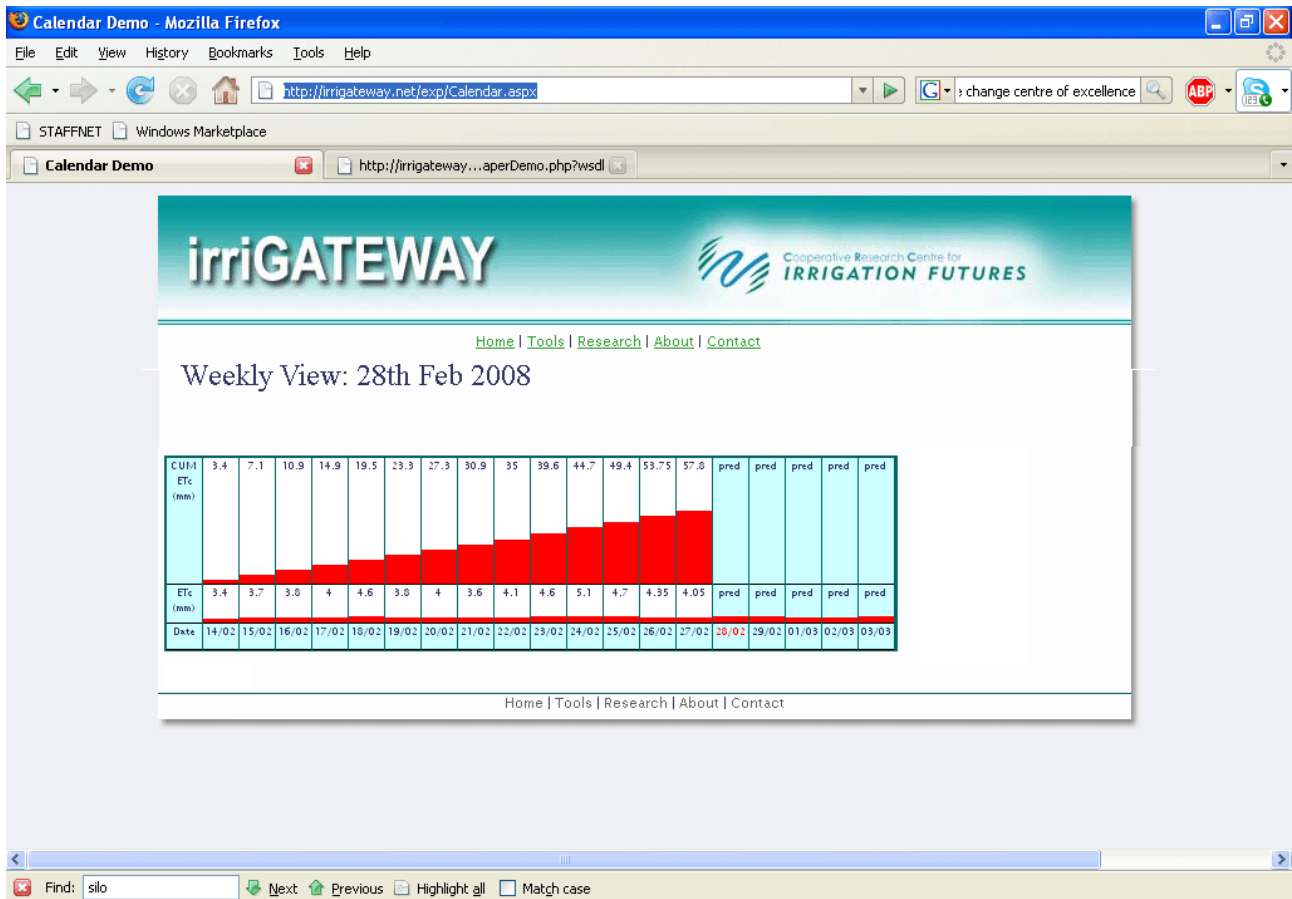 Calendar Demo - Mozilla Firefox
File Edit View History Bookmarks Tools Help
http://irrigateway.net/exp/Calendar.aspx
G change centre of excellence ABP 123
STAFFNET Windows Marketplace
Calendar Demo http://irrigateway...aperDemo.php?wsdl
irriGATEWAY
Cooperative Research Centre for
IRRIGATION FUTURES
Home | Tools | Research | About | Contact
Weekly View: 28th Feb 2008
CUM 3.4 7.1 10.9 14.9 19.5 23.3 27.3 30.9 35 39.6 44.7 49.4 53.75 57.8 pred pred pred pred pred
ETc
(mm)
ETc 3.4 3.7 3.8 4 4.6 3.8 4 3.6 4.1 4.6 5.1 4.7 4.35 4.05 pred pred pred pred pred
(mm)
Date 14/02 15/02 16/02 17/02 18/02 19/02 20/02 21/02 22/02 23/02 24/02 25/02 26/02 27/02 28/02 29/02 01/03 02/03 03/03
Home | Tools | Research | About | Contact
Find: silo Next Previous Highlight all Match case